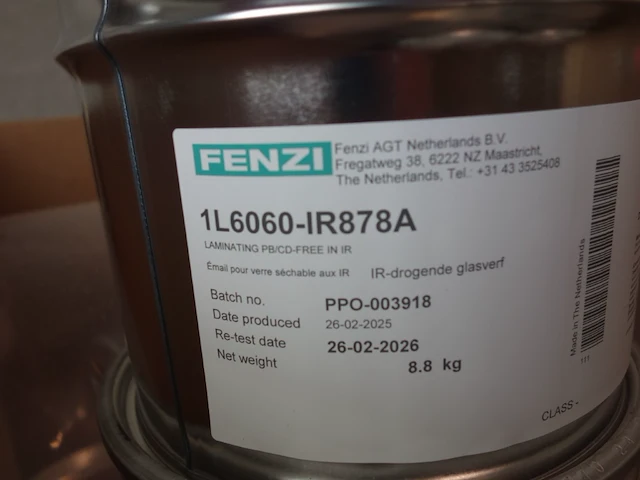 FENZI
Fenzi AGT Netherlands B.V.
Fregatweg 38, 6222 NZ Maastricht,
The Netherlands, Tel.: +31 43 3525408
1L6060-IR878A
LAMINATING PB/CD-FREE IN IR
Émail pour verre séchable aux IR IR-drogende glasverf
Batch no. PPO-003918
Date produced 26-02-2025
Re-test date 26-02-2026
Net weight 8.8 kg
Made in The Netherlands
1/1
CLASS -